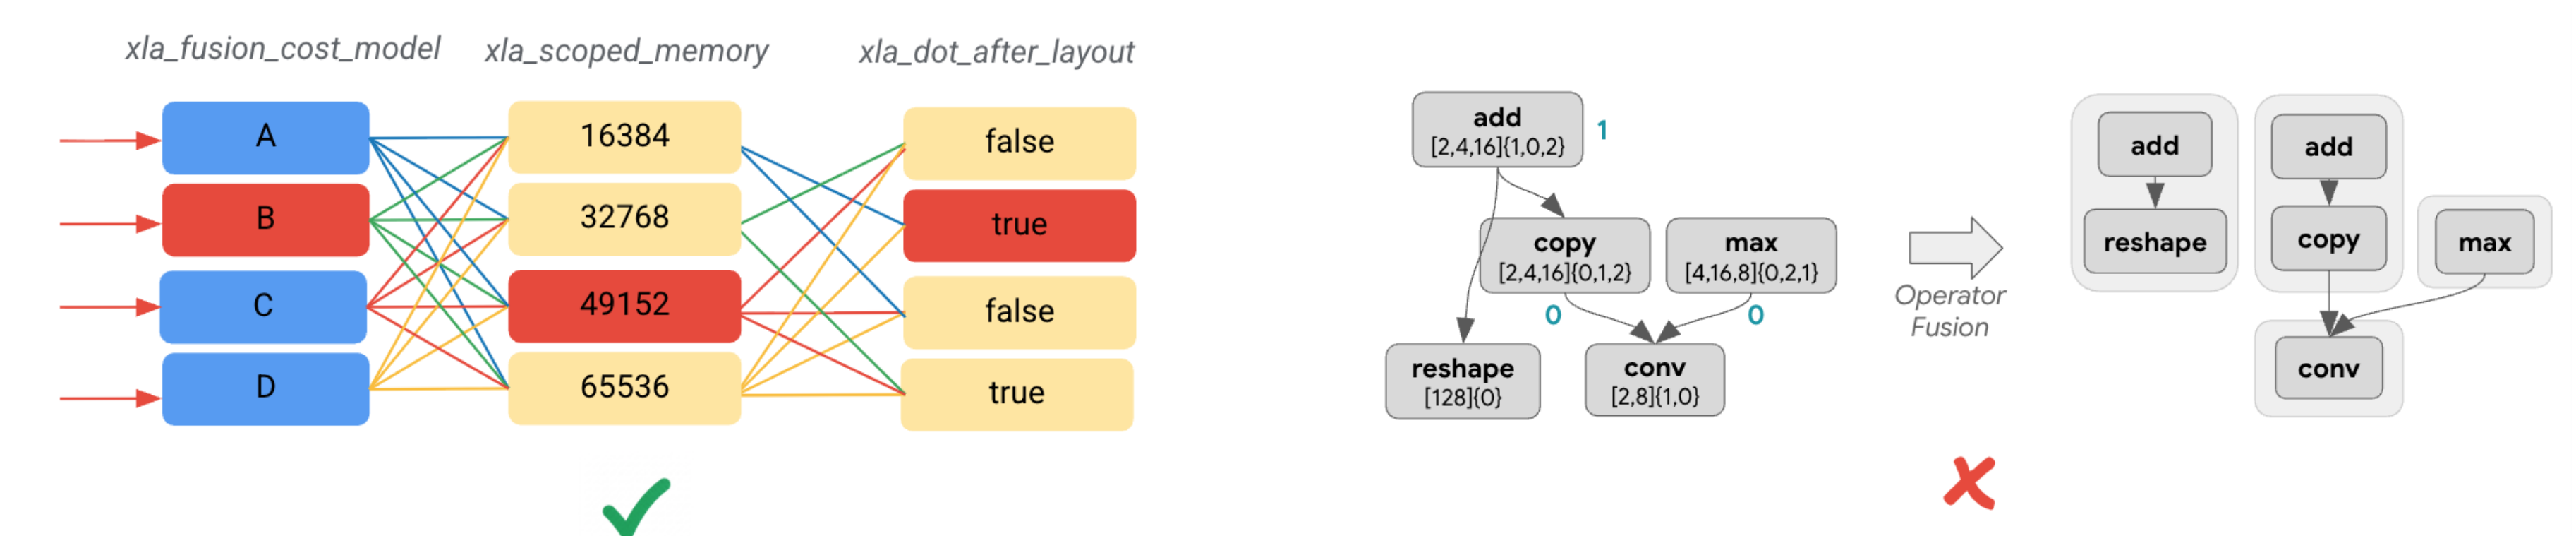 xla_fusion_cost_model
xla_scoped_memory
xla_dot_after_layout
A
B
C
D
16384
32768
49152
65536
false
true
false
true
add
[2,4,16]{1,0,2}
1
copy
[2,4,16]{0,1,2}
0
max
[4,16,8]{0,2,1}
0
reshape
[128]{0}
conv
[2,8]{1,0}
Operator
Fusion
add
reshape
add
copy
max
conv